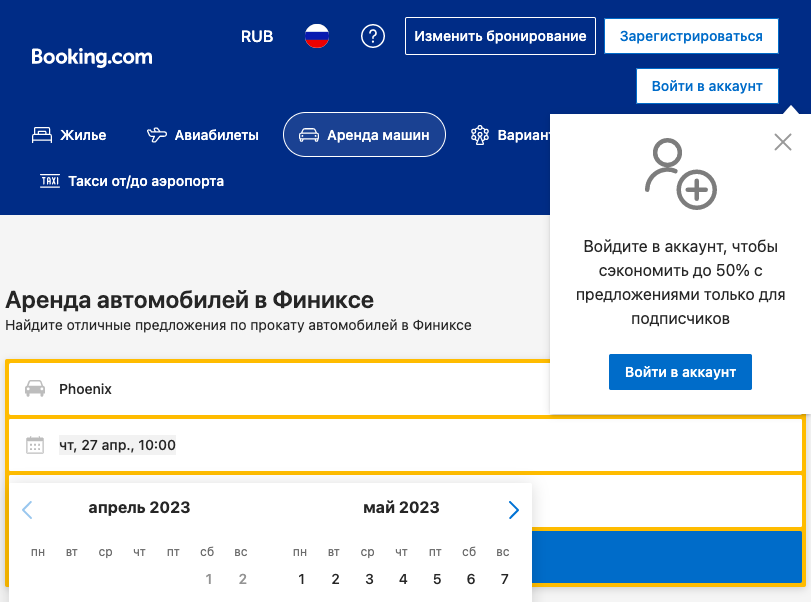 RUB
?
Изменить бронирование
Зарегистрироваться
Booking.com
Войти в аккаунт
Жилье
Авиабилеты
Аренда машин
Вариант
TAXI Такси от/до аэропорта
Войдите в аккаунт, чтобы
сэкономить до 50% с
предложениями только для
подписчиков
Войти в аккаунт
Аренда автомобилей в Финиксе
Найдите отличные предложения по прокату автомобилей в Финиксе
Phoenix
чт, 27 апр., 10:00
апрель 2023
май 2023
пн вт ср чт пт сб вс
пн вт ср чт пт сб вс
1 2
1 2 3 4 5 6 7